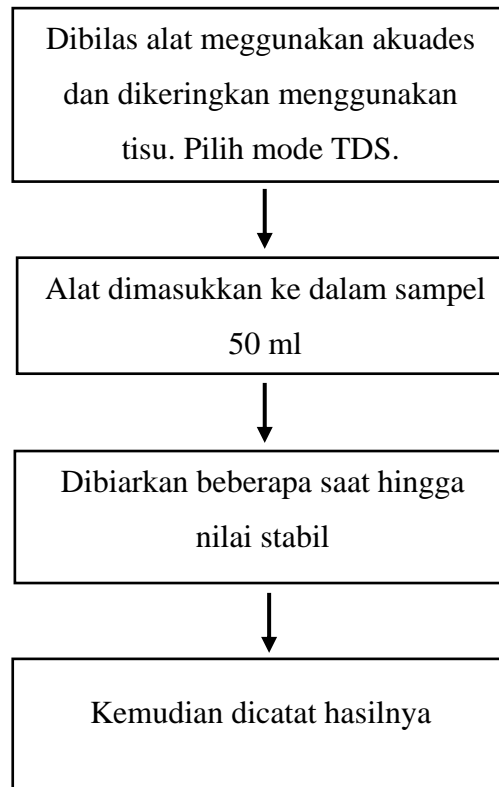 Dibilas alat meggunakan akuades
dan dikeringkan menggunakan
tisu. Pilih mode TDS.
Alat dimasukkan ke dalam sampel
50 ml
Dibiarkan beberapa saat hingga
nilai stabil
Kemudian dicatat hasilnya